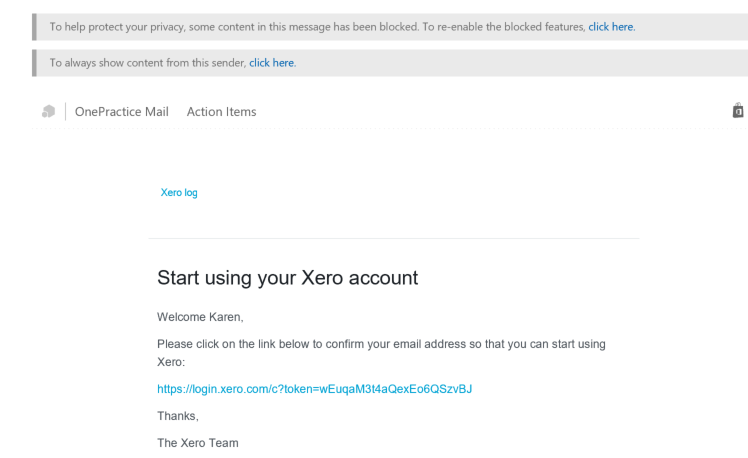 To help protect your privacy, some content in this message has been blocked. To re-enable the blocked features, click here.
To always show content from this sender, click here.
OnePractice Mail Action Items
Xero log
Start using your Xero account
Welcome Karen,
Please click on the link below to confirm your email address so that you can start using
Xero:
https://login.xero.com/c?token=wEuqaM3t4aQexEo6QSzvBJ
Thanks,
The Xero Team